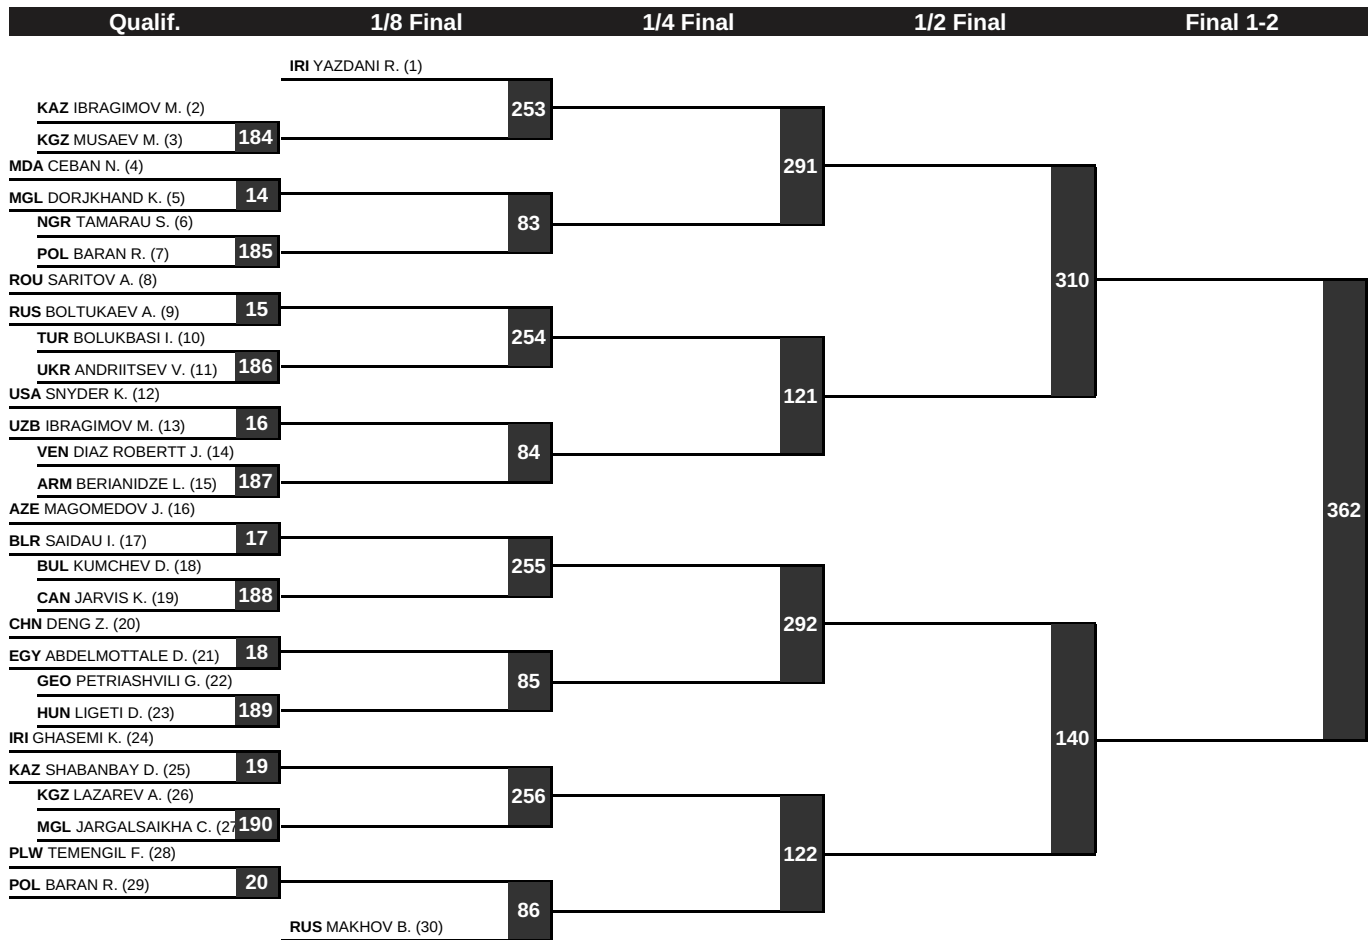 Qualif. 1/8 Final 1/4 Final 1/2 Final Final 1-2
IRI YAZDANI R. (1)
KAZ IBRAGIMOV M. (2)
253
KGZ MUSAEV M. (3) 184
MDA CEBAN N. (4)
291
MGL DORJKHAND K. (5) 14
NGR TAMARAU S. (6)
83
POL BARAN R. (7) 185
ROU SARITOV A. (8)
310
RUS BOLTUKAEV A. (9) 15
TUR BOLUKBASI I. (10)
254
UKR ANDRIITSEV V. (11) 186
USA SNYDER K. (12)
121
UZB IBRAGIMOV M. (13) 16
VEN DIAZ ROBERTT J. (14)
84
ARM BERIANIDZE L. (15) 187
AZE MAGOMEDOV J. (16)
362
BLR SAIDAU I. (17) 17
BUL KUMCHEV D. (18)
255
CAN JARVIS K. (19) 188
CHN DENG Z. (20)
292
EGY ABDELMOTTALE D. (21) 18
GEO PETRIASHVILI G. (22)
85
HUN LIGETI D. (23) 189
IRI GHASEMI K. (24)
140
KAZ SHABANBAY D. (25) 19
KGZ LAZAREV A. (26)
256
MGL JARGALSAIKHA C. (27 190
PLW TEMENGIL F. (28)
122
POL BARAN R. (29) 20
86
RUS MAKHOV B. (30)